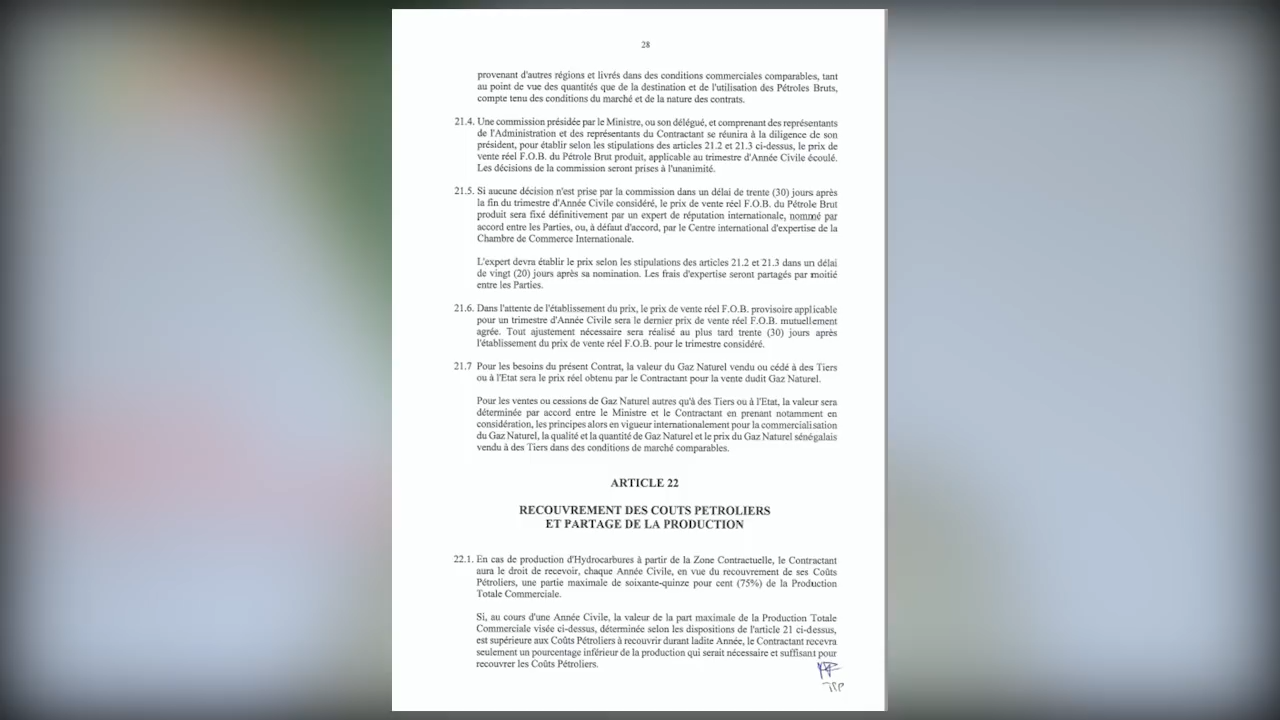 28
provenant d'autres régions et livrés dans des conditions commerciales comparables, tant
au point de vue des quantités que de la destination et de l'utilisation des Pétroles Bruts,
compte tenu des conditions du marché et de la nature des contrats.
21.4. Une commission présidée par le Ministre, ou son délégué, et comprenant des représentants
de l'Administration et des représentants du Contractant se réunira à la diligence de son
président, pour établir selon les stipulations des articles 21.2 et 21.3 ci-dessus, le prix de
vente réel F.O.B. du Pétrole Brut produit, applicable au trimestre d'Année Civile écoulé.
Les décisions de la commission seront prises à l'unanimité.
21.5. Si aucune décision n'est prise par la commission dans un délai de trente (30) jours après
la fin du trimestre d'Année Civile considéré, le prix de vente réel F.O.B. du Pétrole Brut
produit sera fixé définitivement par un expert de réputation internationale, nommé par
accord entre les Parties, ou, à défaut d'accord, par le Centre international d'expertise de la
Chambre de Commerce Internationale.
L'expert devra établir le prix selon les stipulations des articles 21.2 et 21.3 dans un délai
de vingt (20) jours après sa nomination. Les frais d'expertise seront partagés par moitié
entre les Parties.
21.6. Dans l'attente de l'établissement du prix, le prix de vente réel F.O.B. provisoire applicable
pour un trimestre d'Année Civile sera le dernier prix de vente réel F.O.B. mutuellement
agrée. Tout ajustement nécessaire sera réalisé au plus tard trente (30) jours après
l'établissement du prix de vente réel F.O.B. pour le trimestre considéré.
21.7 Pour les besoins du présent Contrat, la valeur du Gaz Naturel vendu ou cédé à des Tiers
ou à l'Etat sera le prix réel obtenu par le Contractant pour la vente dudit Gaz Naturel.
Pour les ventes ou cessions de Gaz Naturel autres qu'à des Tiers ou à l'Etat, la valeur sera
déterminée par accord entre le Ministre et le Contractant en prenant notamment en
considération, les principes alors en vigueur internationalement pour la commercialisation
du Gaz Naturel, la qualité et la quantité de Gaz Naturel et le prix du Gaz Naturel sénégalais
vendu à des Tiers dans des conditions de marché comparables.
ARTICLE 22
RECOUVREMENT DES COUTS PETROLIERS
ET PARTAGE DE LA PRODUCTION
22.1. En cas de production d'Hydrocarbures à partir de la Zone Contractuelle, le Contractant
aura le droit de recevoir, chaque Année Civile, en vue du recouvrement de ses Coûts
Pétroliers, une partie maximale de soixante-quinze pour cent (75%) de la Production
Totale Commerciale.
Si, au cours d'une Année Civile, la valeur de la part maximale de la Production Totale
Commerciale visée ci-dessus, déterminée selon les dispositions de l'article 21 ci-dessus,
est supérieure aux Coûts Pétroliers à recouvrir durant ladite Année, le Contractant recevra
seulement un pourcentage inférieur de la production qui serait nécessaire et suffisant pour
recouvrer les Coûts Pétroliers.